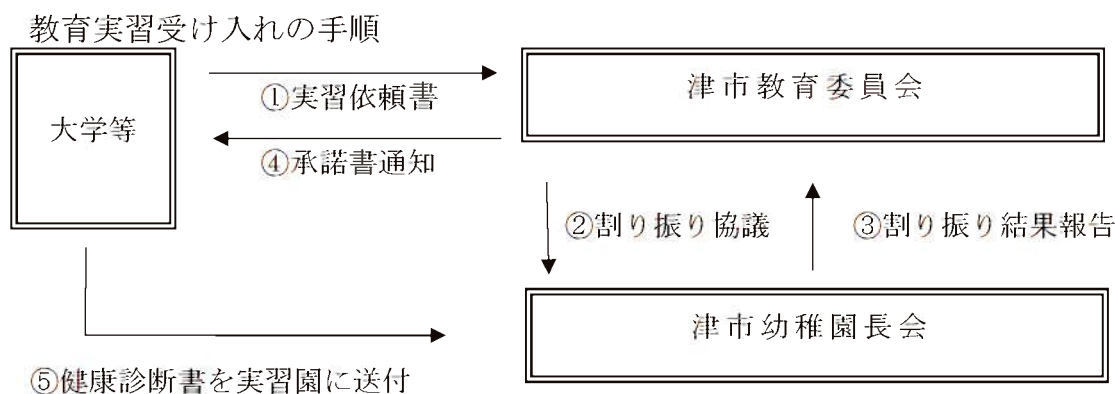 教育実習受け入れの手順
大学等
①実習依頼書
④承諾書通知
津市教育委員会
②割り振り協議
③割り振り結果報告
津市幼稚園長会
⑤健康診断書を実習園に送付